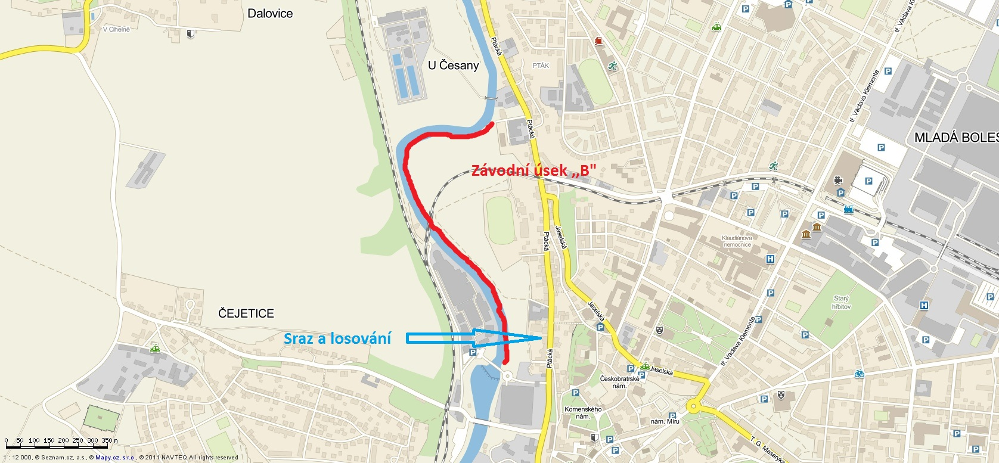 Dalovice
V Cihelně
U Česany
Ptácká
PTÁK
Ptácká
tř. Václava Kl
tř. Václava Klementa
MLADÁ BOLES
Závodní úsek ,,B"
Ptácká
Jaselská
Klaudiánova
nemocnice
H
Starý
hřbitov
H
ČEJETICE
Jaselská
Sraz a losování
P
Ptácká
tř. Václava Klementa
Jaselská
Českobratrské
nám.
Komenského
nám.
nám. Míru
T. G. Masaryka
0 50 100 150 200 250 300 350 m
1 : 12 000, © Seznam.cz, a.s., © Mapy.cz, s.r.o., © 2011 NAVTEQ All rights reserved